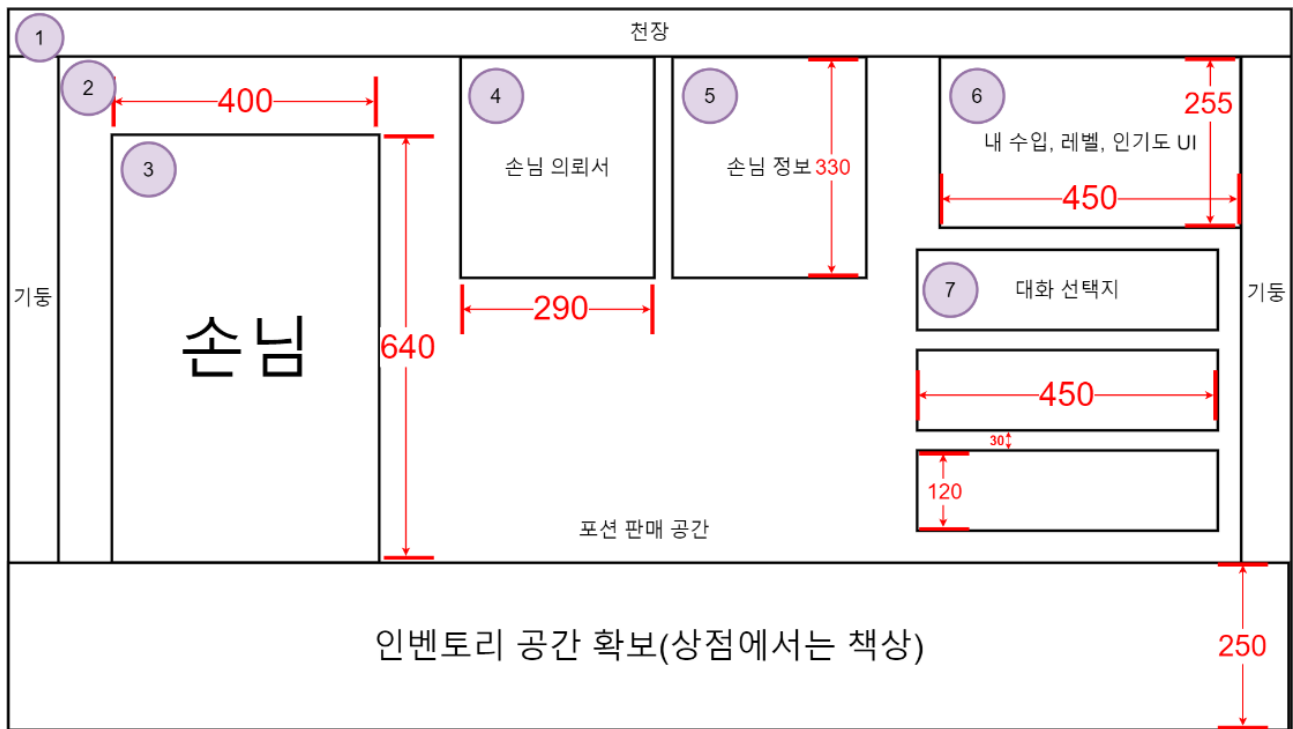 1
천장
2
400
4
5
6
255
3
손님 의뢰서
손님 정보
330
내 수입, 레벨, 인기도 UI
450
기둥
손님
640
290
7
대화 선택지
기둥
450
30
120
포션 판매 공간
인벤토리 공간 확보(상점에서는 책상)
250